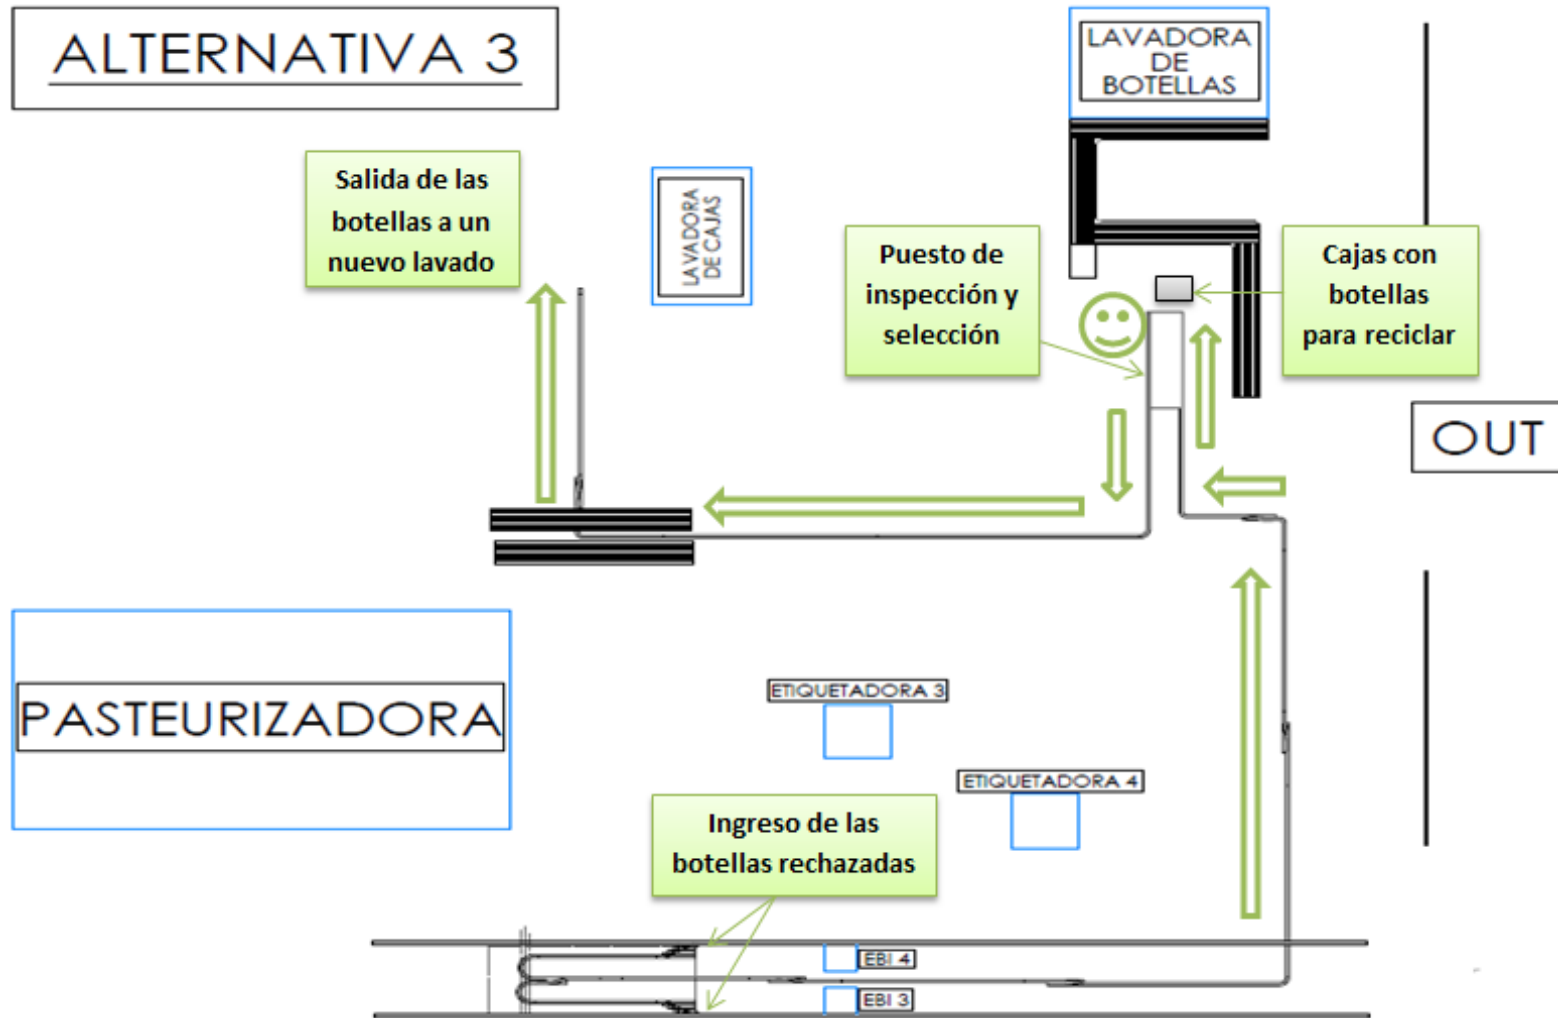 ALTERNATIVA 3
LAVADORA
DE
BOTELLAS
Salida de las
botellas a un
nuevo lavado
LAVADORA
DE CAJAS
Puesto de
inspección y
selección
Cajas con
botellas
para reciclar
OUT
PASTEURIZADORA
ETIQUETADORA 3
ETIQUETADORA 4
Ingreso de las
botellas rechazadas
EBI 4
EBI 3